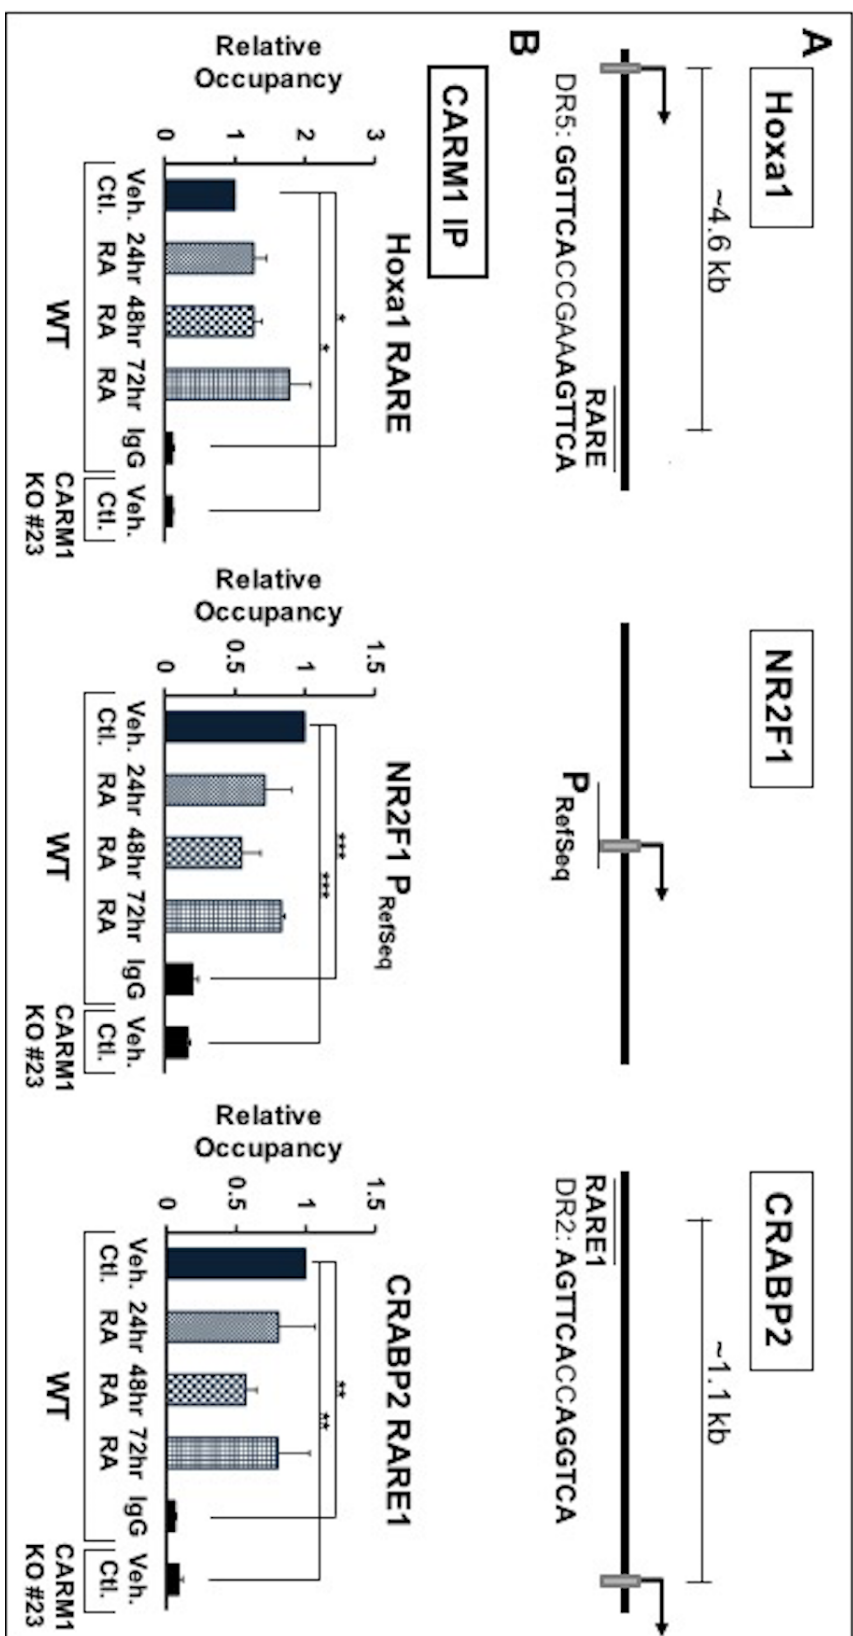 A
Hoxa1
NR2F1
CRABP2
~4.6 kb
~1.1 kb
RARE
DR5: GGTTCACCGAAAGTTCA
P RefSeq
RARE1
DR2: AGTTCACCAGGTCA
B
CARM1 IP
Hoxa1 RARE
Relative
Occupancy
3
2
1
0
*
*
Veh. 24hr 48hr 72hr IgG Veh.
Ctl. RA RA RA Ctl.
WT
CARM1
KO #23
NR2F1 P RefSeq
Relative
Occupancy
1.5
1
0.5
0
***
***
Veh. 24hr 48hr 72hr IgG Veh.
Ctl. RA RA RA Ctl.
WT
CARM1
KO #23
CRABP2 RARE1
Relative
Occupancy
1.5
1
0.5
0
**
**
Veh. 24hr 48hr 72hr IgG Veh.
Ctl. RA RA RA Ctl.
WT
CARM1
KO #23